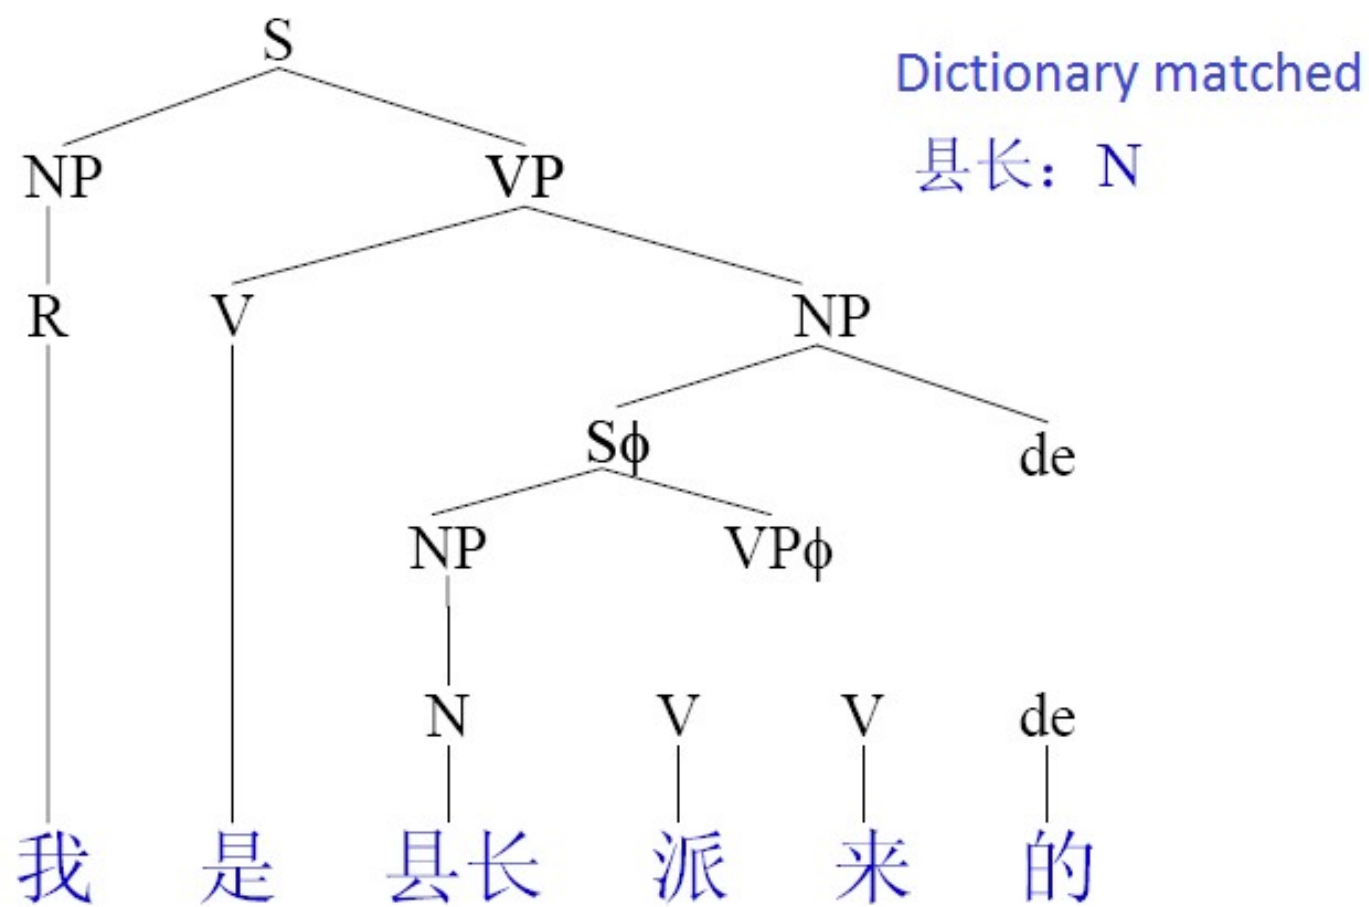 S
Dictionary matched
NP
VP
县长：N
R
V
NP
Sϕ
de
NP
VPϕ
N
V
V
de
我 是 县长 派 来 的